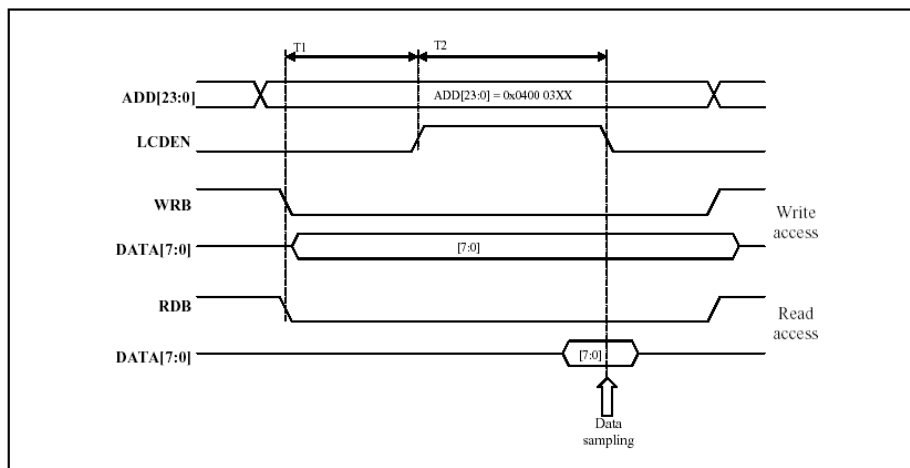 T1
T2
ADD[23:0]
ADD[23:0] = 0x0400 03XX
LCDEN
WRB
Write
access
DATA[7:0]
[7:0]
RDB
Read
access
DATA[7:0]
[7:0]
Data
sampling